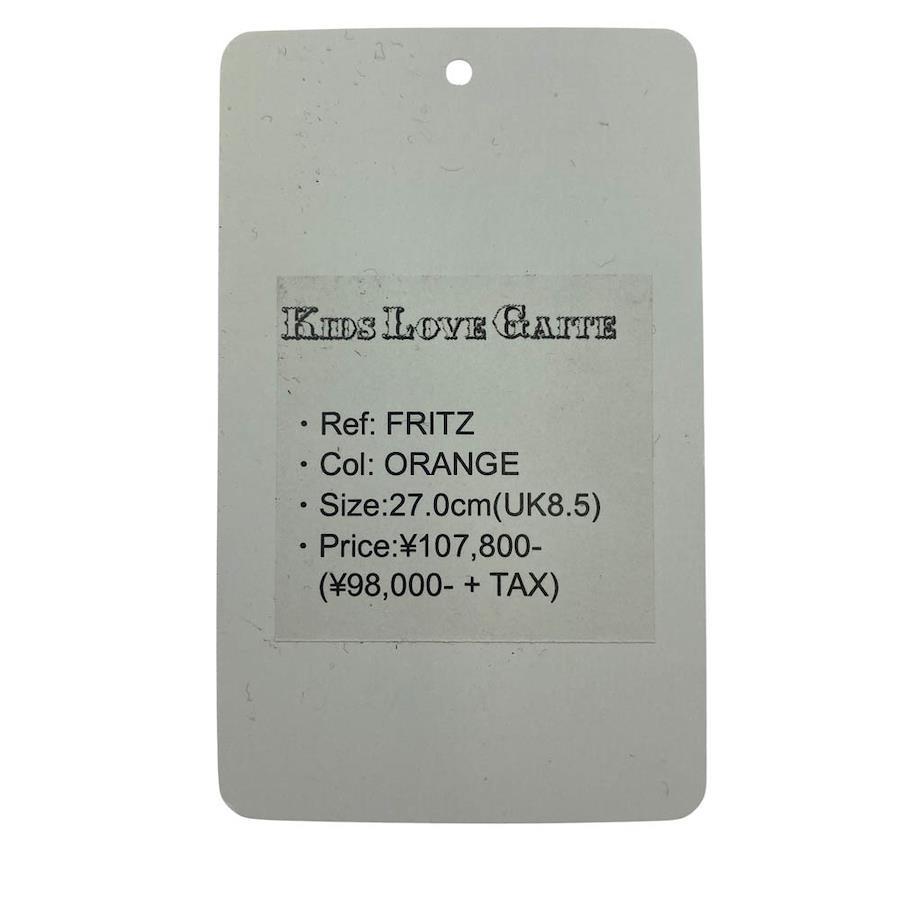 KIDS LOVE GAITE
・Ref: FRITZ
・Col: ORANGE
・Size:27.0cm(UK8.5)
・Price:¥107,800-
(¥98,000- + TAX)